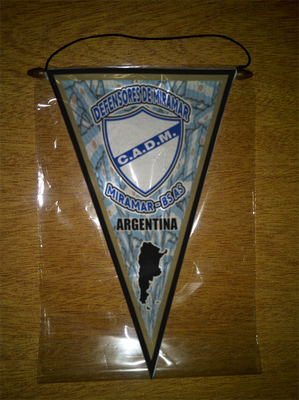 DEFENSORES DE MIRAMAR
C.A.D.M.
MIRAMAR - BS AS
ARGENTINA